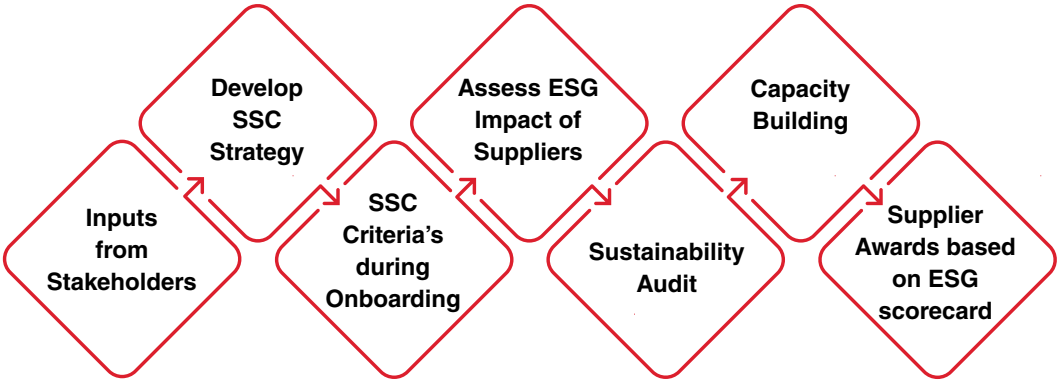 Inputs
from
Stakeholders
Develop
SSC
Strategy
SSC
Criteria’s
during
Onboarding
Assess ESG
Impact of
Suppliers
Sustainability
Audit
Capacity
Building
Supplier
Awards based
on ESG
scorecard